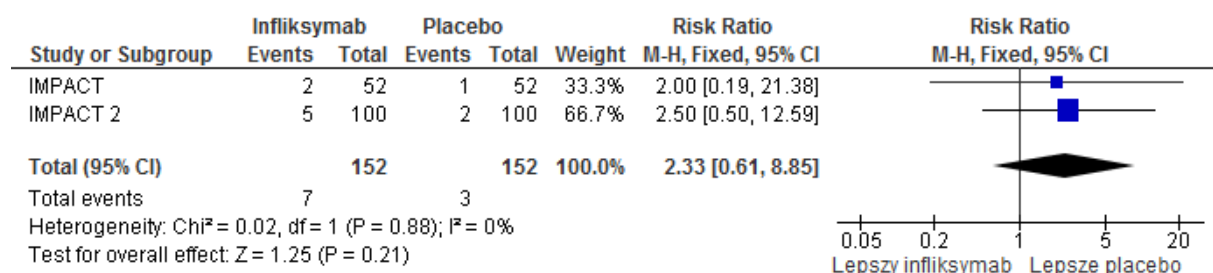 Infliksymab Placebo Risk Ratio Risk Ratio
Study or Subgroup Events Total Events Total Weight M-H, Fixed, 95% CI M-H, Fixed, 95% CI
IMPACT 2 52 1 52 33.3% 2.00 [0.19, 21.38]
IMPACT 2 5 100 2 100 66.7% 2.50 [0.50, 12.59]
Total (95% CI) 152 152 100.0% 2.33 [0.61, 8.85]
Total events 7 3
Heterogeneity: Chi² = 0.02, df = 1 (P = 0.88); I² = 0%
Test for overall effect: Z = 1.25 (P = 0.21)
0.05 0.2 1 5 20
Lepszy infliksymab Lepsze placebo